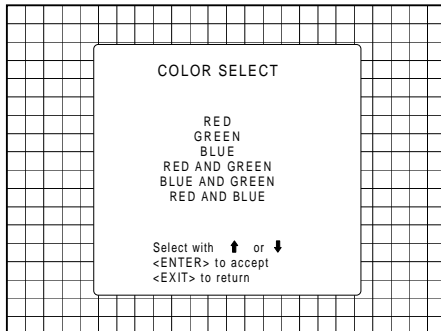 COLOR SELECT
RED
GREEN
BLUE
RED AND GREEN
BLUE AND GREEN
RED AND BLUE
Select with ⬆ or ⬇
<ENTER> to accept
<EXIT> to return